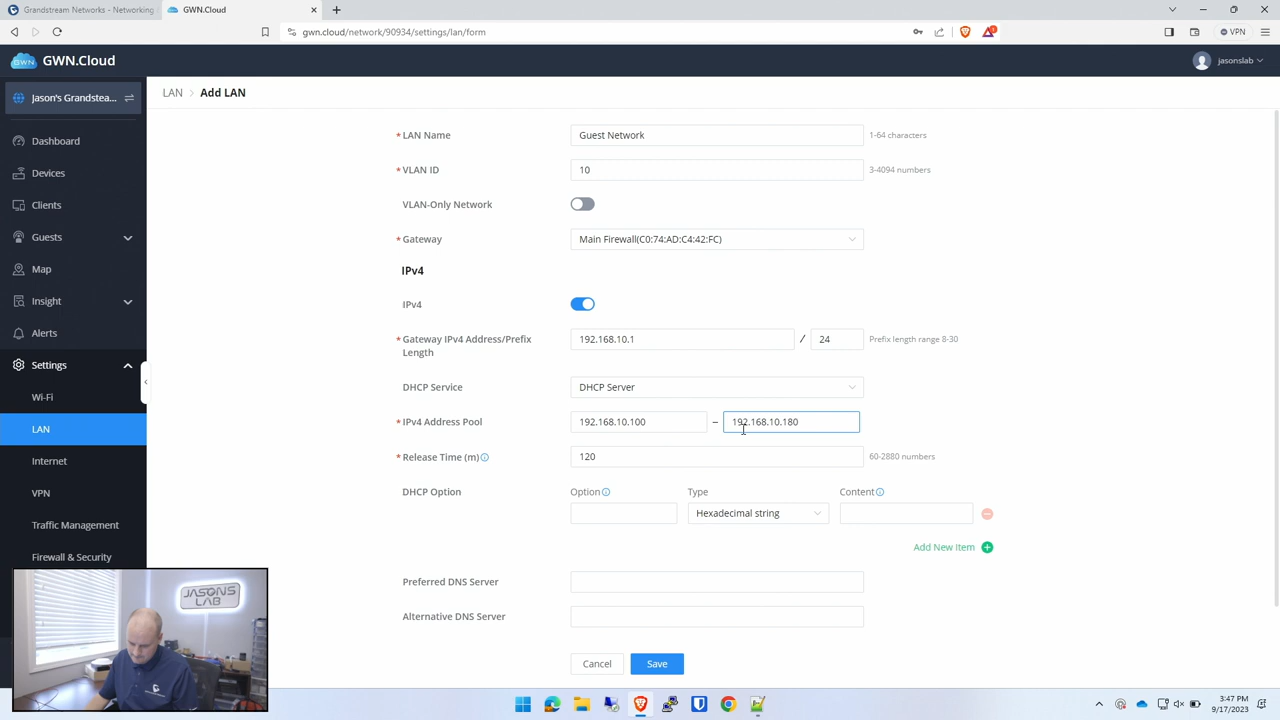 Grandstream Networks - Networking
GWN.Cloud
gwn.cloud/network/90934/settings/lan/form
VPN
GWN
GWN.Cloud
jasonslab
Jason's Grandstrea...
LAN > Add LAN
Dashboard
Devices
Clients
Guests
Map
Insight
Alerts
Settings
Wi-Fi
LAN
Internet
VPN
Traffic Management
Firewall & Security
* LAN Name Guest Network 1-64 characters
* VLAN ID 10 3-4094 numbers
VLAN-Only Network
* Gateway Main Firewall(C0:74:AD:C4:42:FC)
IPv4
IPv4
* Gateway IPv4 Address/Prefix Length 192.168.10.1 / 24 Prefix length range 8-30
DHCP Service DHCP Server
* IPv4 Address Pool 192.168.10.100 – 192.168.10.180
* Release Time (m) 120 60-2880 numbers
DHCP Option Option Type Content
Hexadecimal string
Add New Item
Preferred DNS Server
Alternative DNS Server
Cancel Save
JASONS
LAB
3:47 PM
9/17/2023